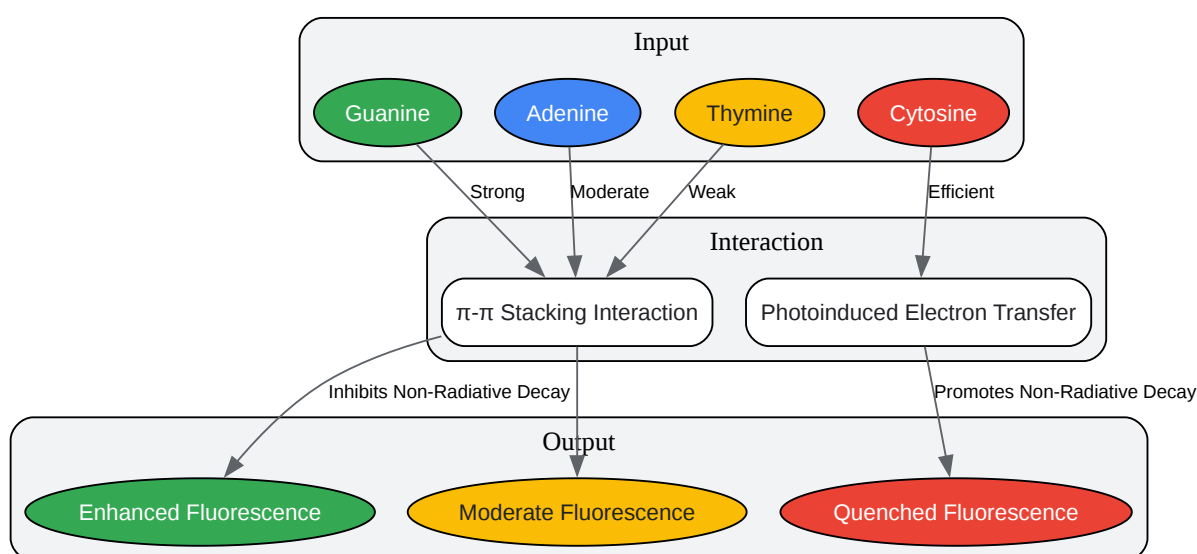 Input
Guanine
Adenine
Thymine
Cytosine
Strong
Moderate
Weak
Efficient
Interaction
π-π Stacking Interaction
Photoinduced Electron Transfer
Inhibits Non-Radiative Decay
Promotes Non-Radiative Decay
Output
Enhanced Fluorescence
Moderate Fluorescence
Quenched Fluorescence